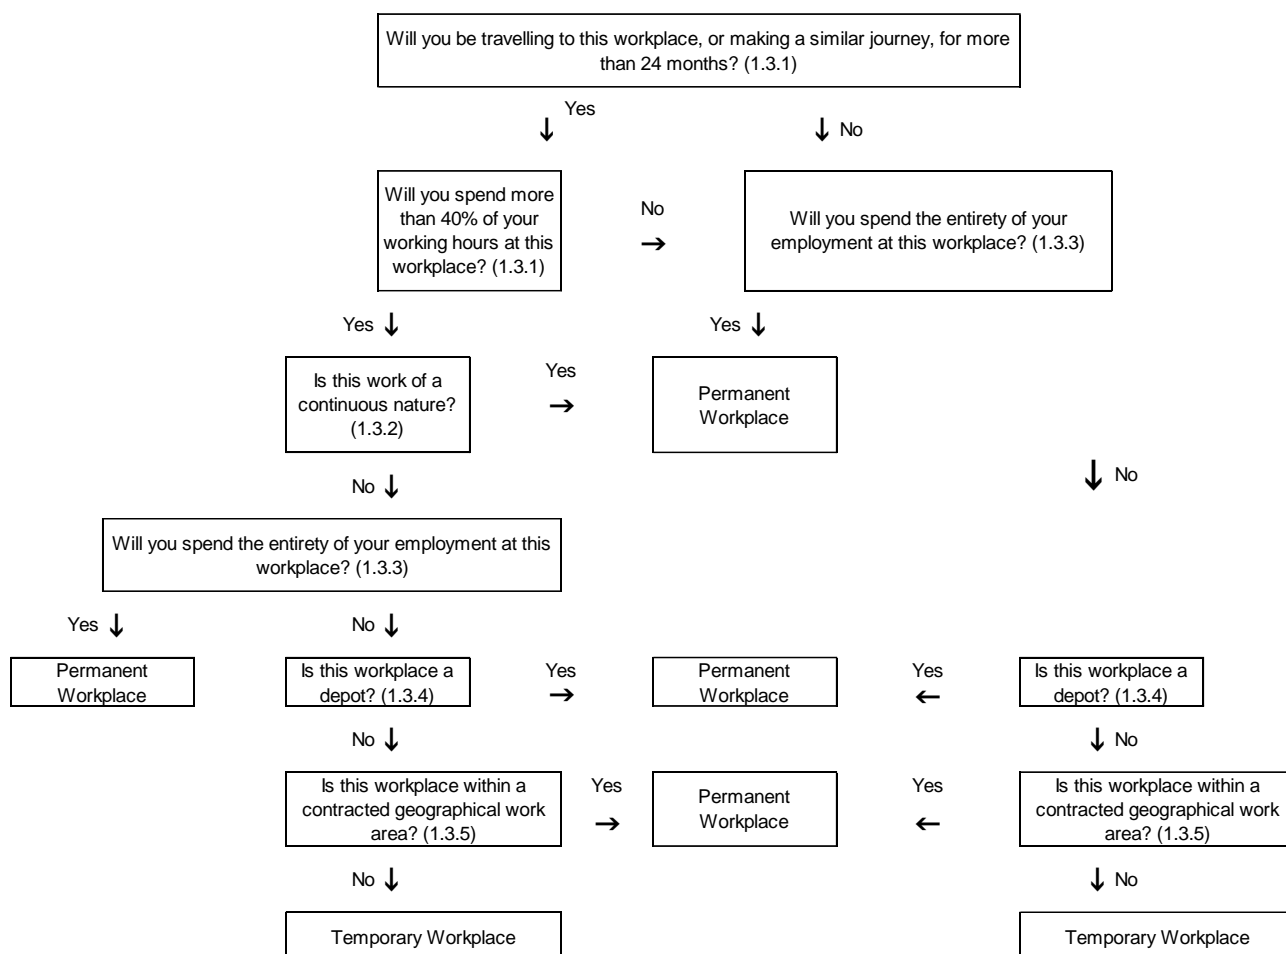 Will you be travelling to this workplace, or making a similar journey, for more
than 24 months? (1.3.1)
Yes
↓
↓ No
Will you spend more
than 40% of your
working hours at this
workplace? (1.3.1)
No
→
Will you spend the entirety of your
employment at this workplace? (1.3.3)
Yes ↓
Yes ↓
Is this work of a
continuous nature?
(1.3.2)
Yes
→
Permanent
Workplace
No ↓
↓ No
Will you spend the entirety of your employment at this
workplace? (1.3.3)
Yes ↓
No ↓
Permanent
Workplace
Is this workplace a
depot? (1.3.4)
Yes
→
Permanent
Workplace
Yes
←
Is this workplace a
depot? (1.3.4)
No ↓
↓ No
Is this workplace within a
contracted geographical work
area? (1.3.5)
Yes
→
Permanent
Workplace
Yes
←
Is this workplace within a
contracted geographical work
area? (1.3.5)
No ↓
↓ No
Temporary Workplace
Temporary Workplace